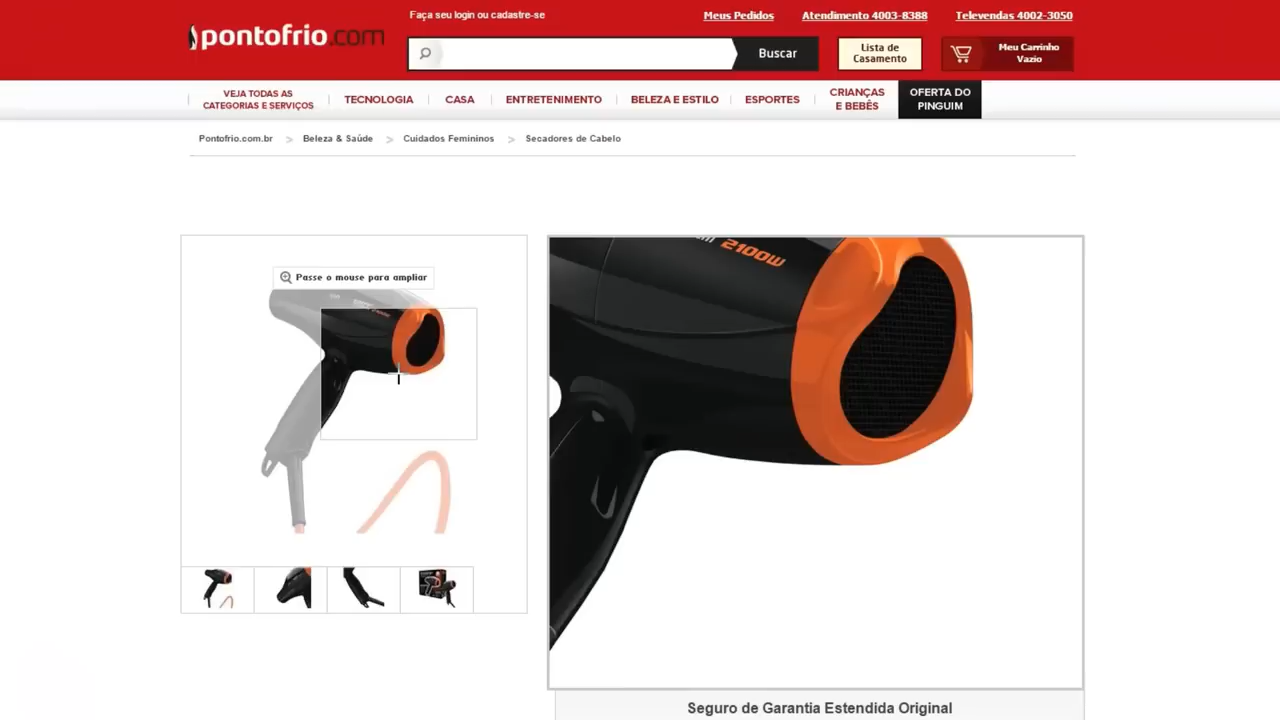 Faça seu login ou cadastre-se
Meus Pedidos
Atendimento 4003-8388
Televendas 4002-3050
pontofrio.com
Buscar
Lista de
Casamento
Meu Carrinho
Vazio
VEJA TODAS AS
CATEGORIAS E SERVIÇOS
TECNOLOGIA
CASA
ENTRETENIMENTO
BELEZA E ESTILO
ESPORTES
CRIANÇAS
E BEBÊS
OFERTA DO
PINGUIM
Pontofrio.com.br > Beleza & Saúde > Cuidados Femininos > Secadores de Cabelo
Passe o mouse para ampliar
2100W
Seguro de Garantia Estendida Original